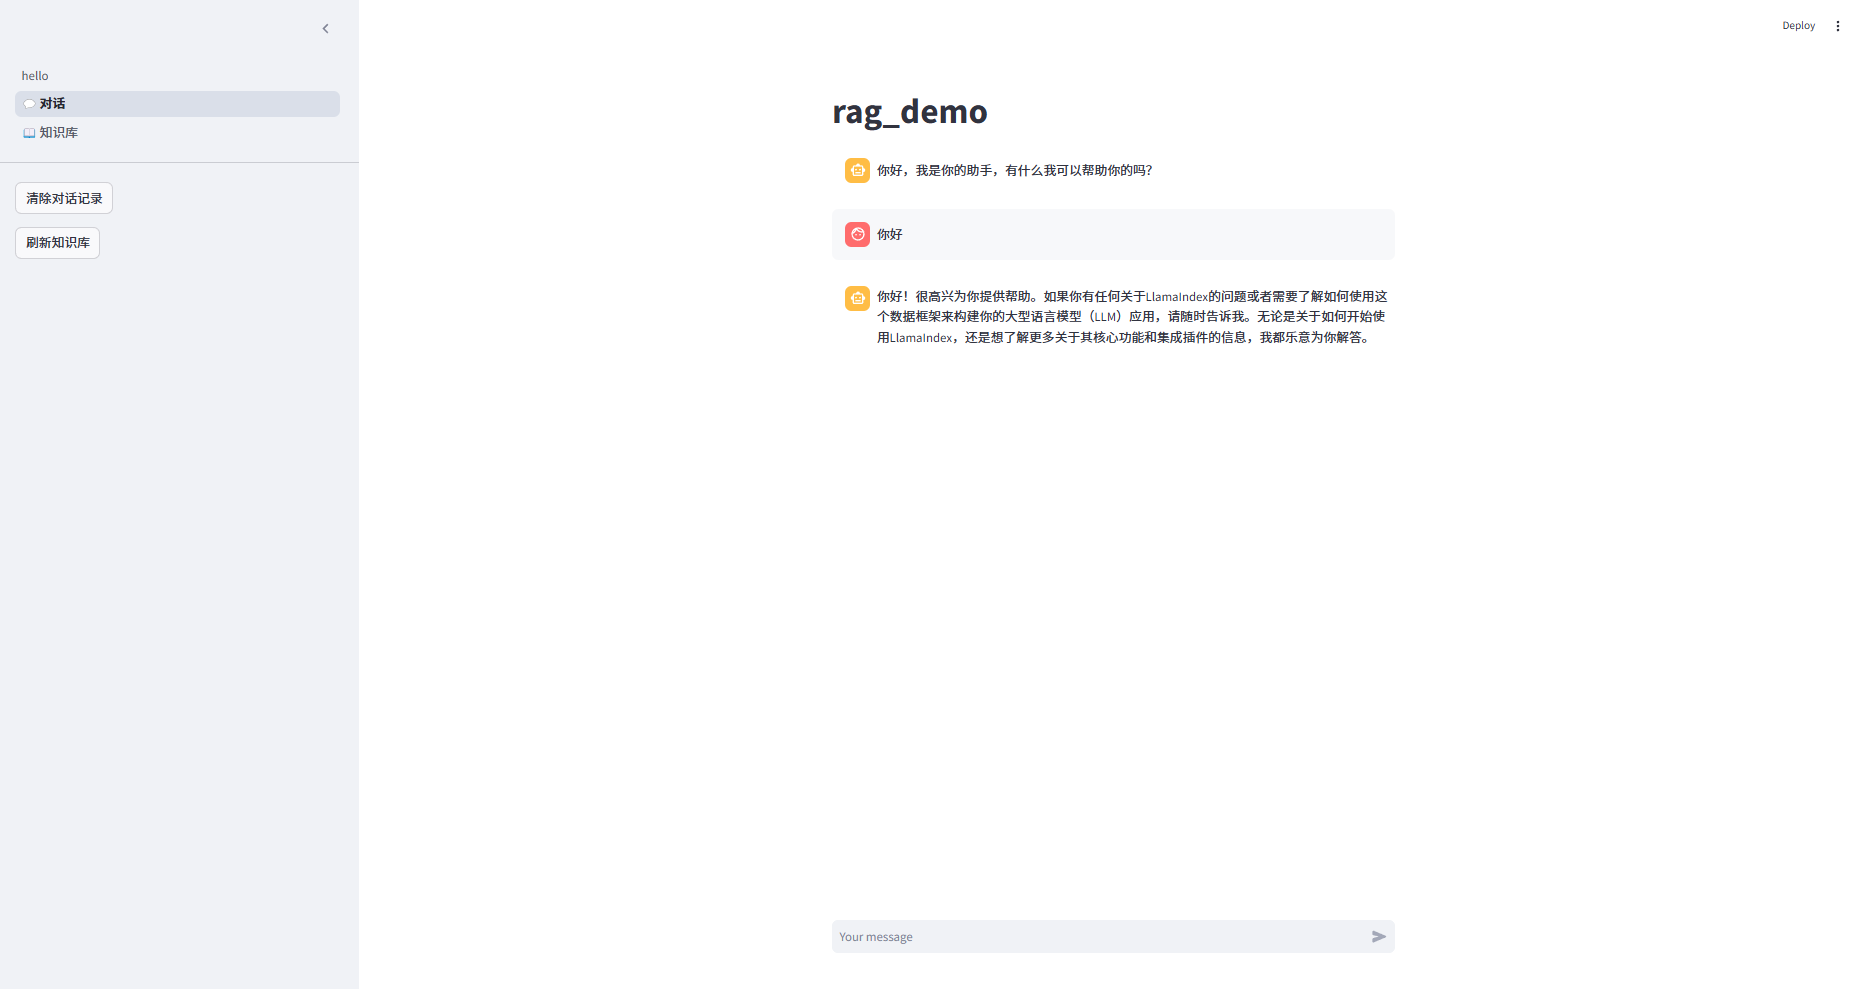 Deploy
hello
对话
知识库
清除对话记录
刷新知识库
rag_demo
你好，我是你的助手，有什么我可以帮助你的吗？
你好
你好！很高兴为你提供帮助。如果你有任何关于LlamaIndex的问题或者需要了解如何使用这
个数据框架来构建你的大型语言模型（LLM）应用，请随时告诉我。无论是关于如何开始使
用LlamaIndex，还是想了解更多关于其核心功能和集成插件的信息，我都乐意为你解答。
Your message